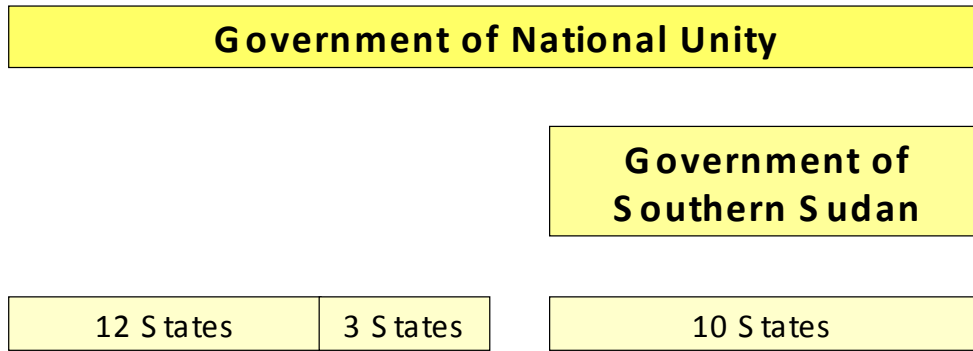 Government of National Unity
Government of
Southern Sudan
12 States
3 States
10 States